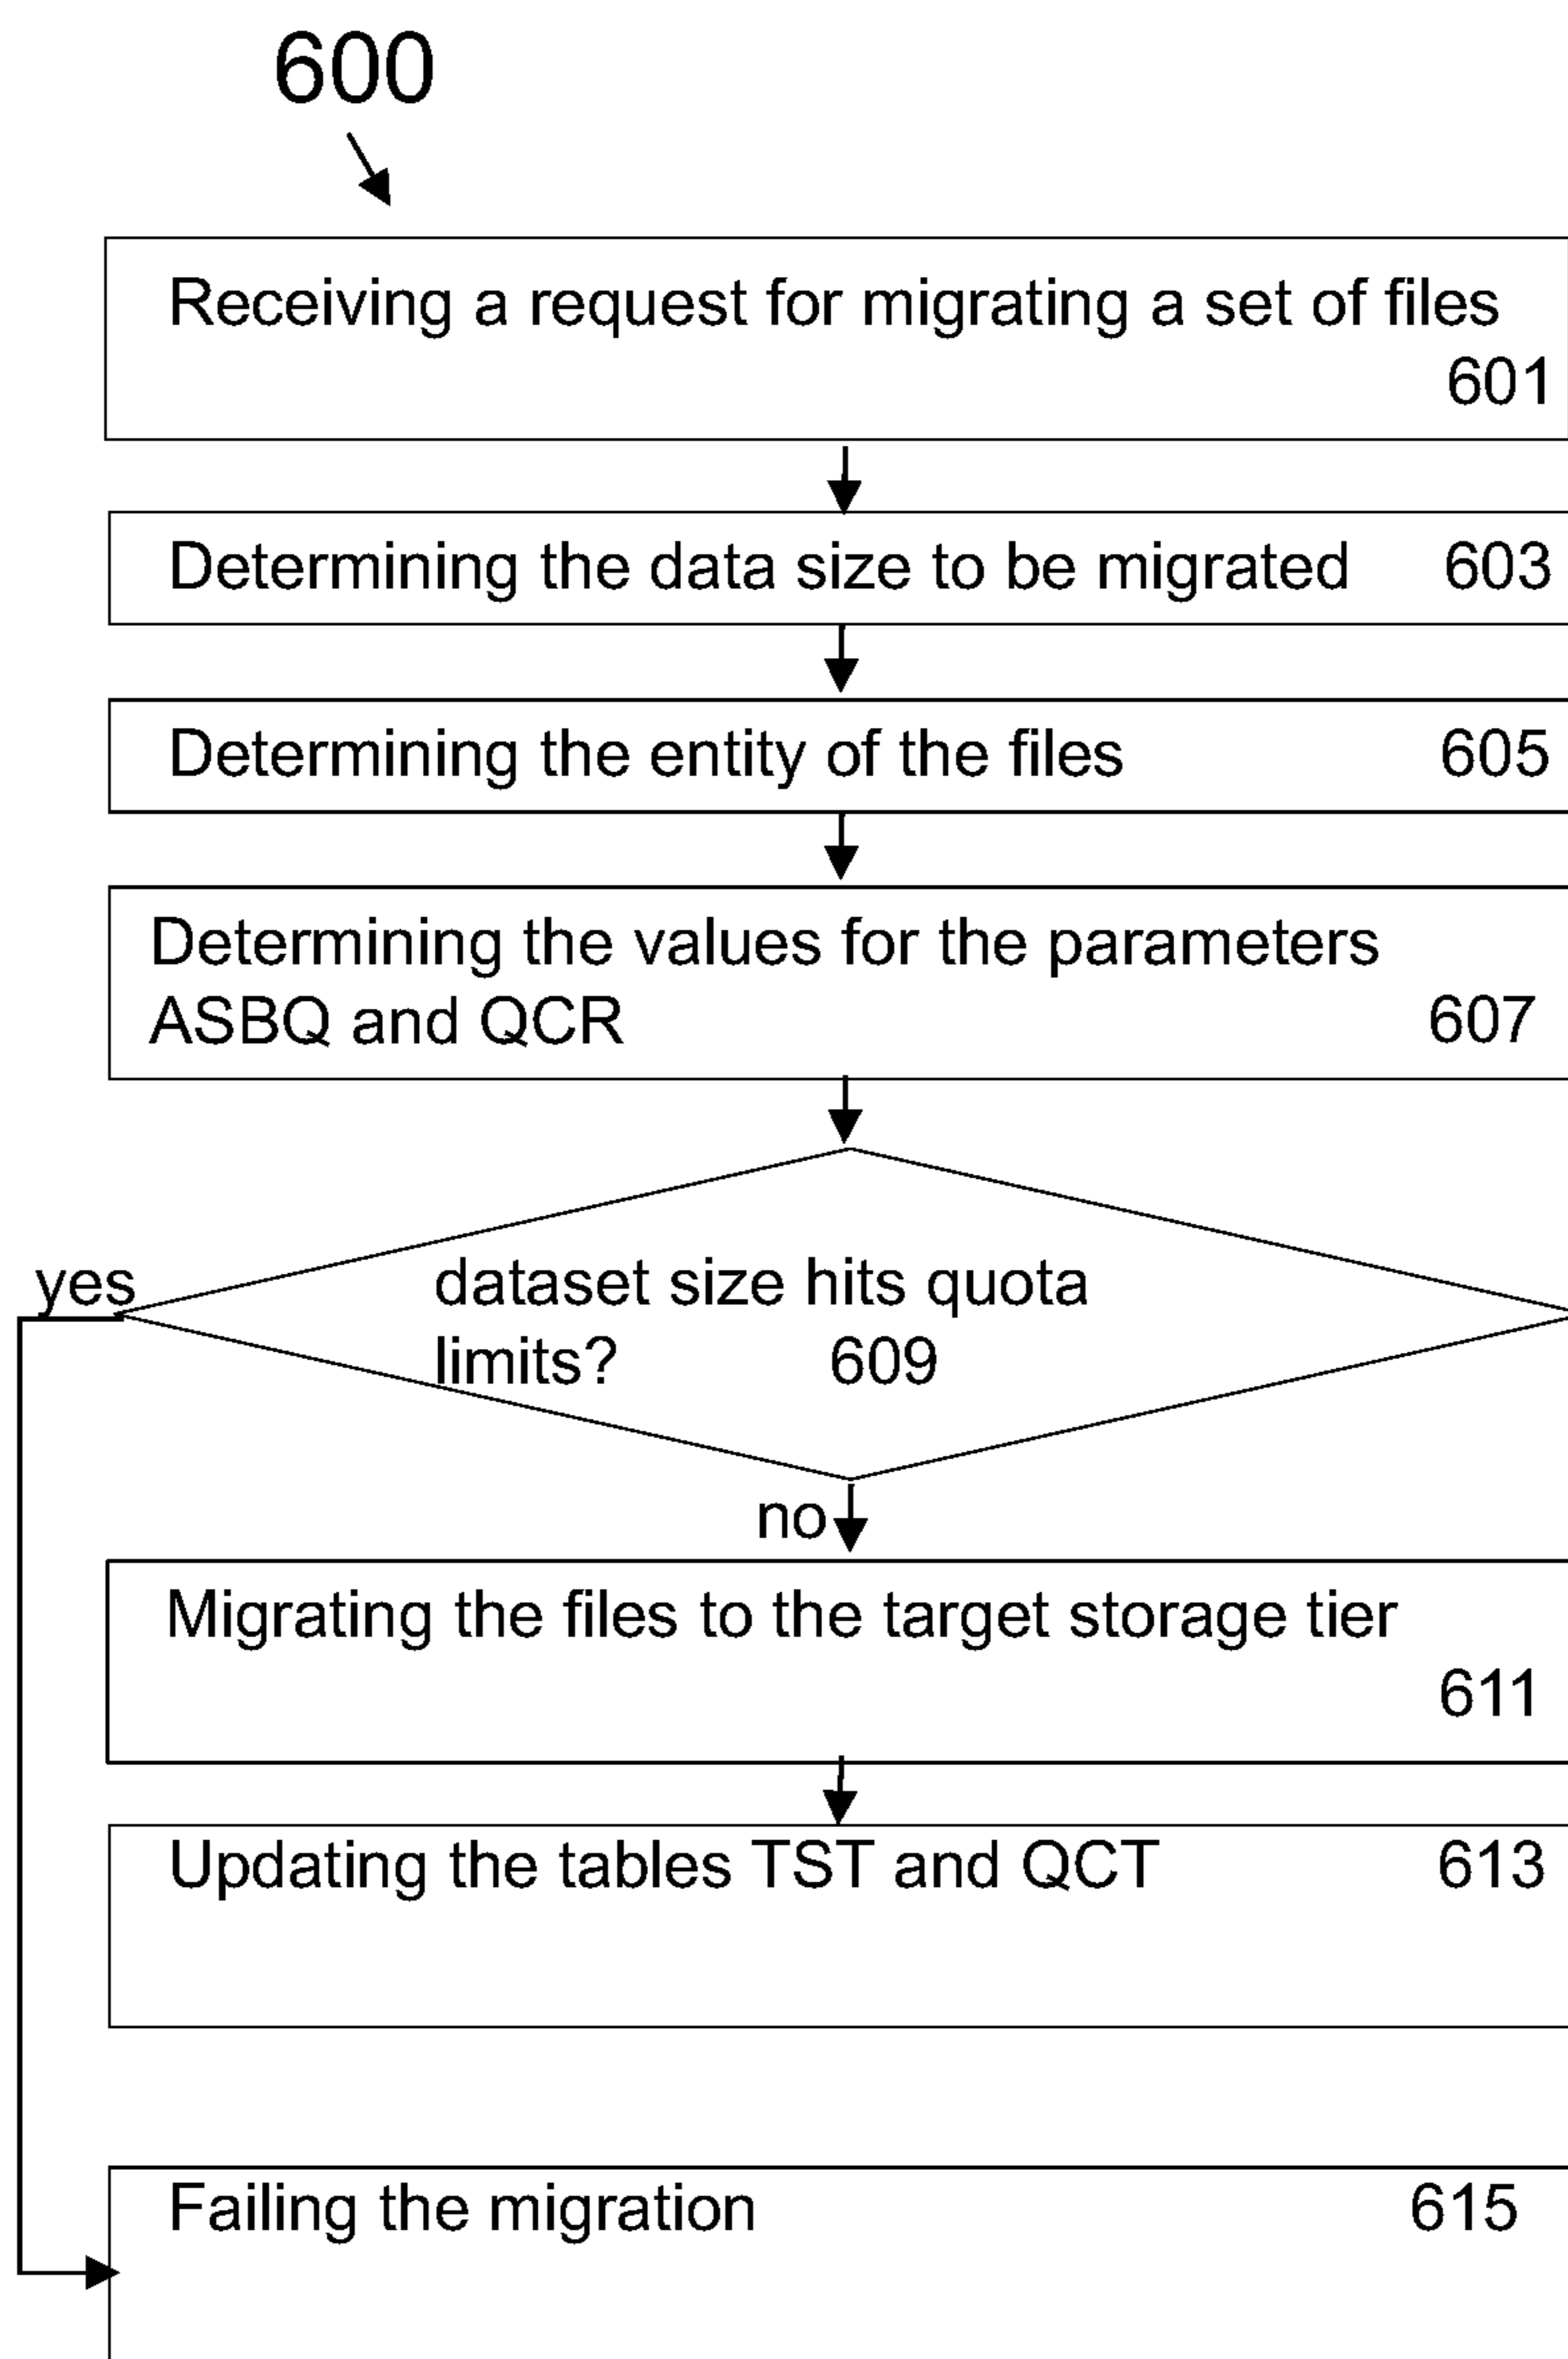 600
Receiving a request for migrating a set of files
601
Determining the data size to be migrated 603
Determining the entity of the files 605
Determining the values for the parameters
ASBQ and QCR 607
yes
dataset size hits quota
limits? 609
no
Migrating the files to the target storage tier
611
Updating the tables TST and QCT 613
Failing the migration 615